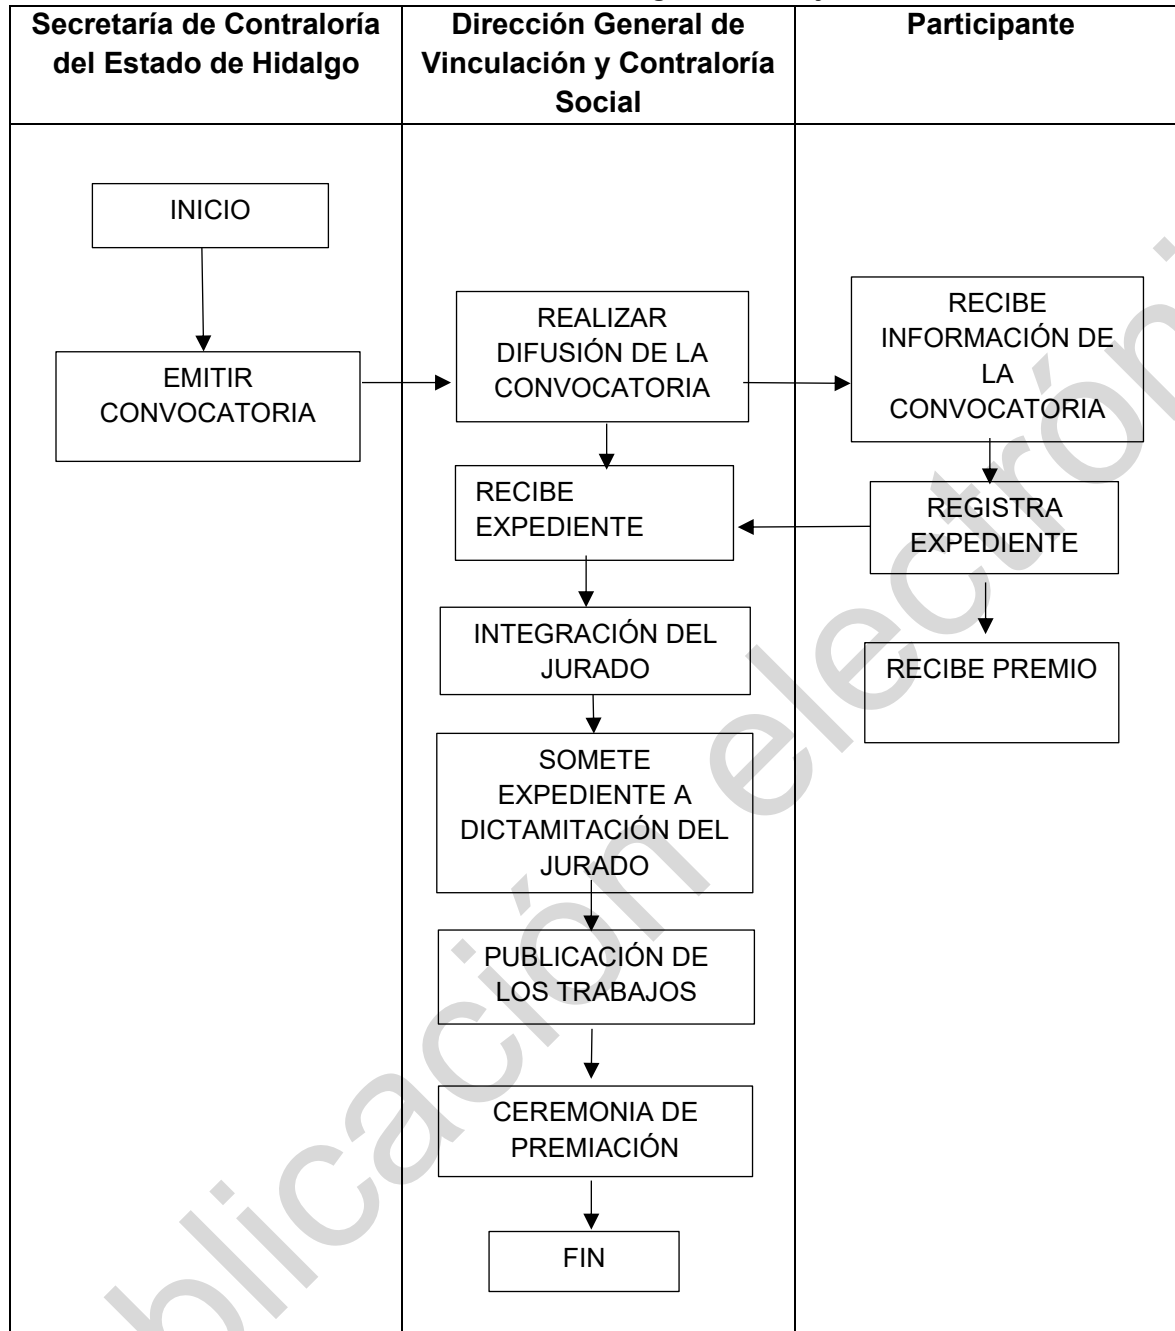 Secretaría de Contraloría
del Estado de Hidalgo
Dirección General de
Vinculación y Contraloría
Social
Participante
INICIO
EMITIR
CONVOCATORIA
REALIZAR
DIFUSIÓN DE LA
CONVOCATORIA
RECIBE
INFORMACIÓN DE
LA
CONVOCATORIA
RECIBE
EXPEDIENTE
REGISTRA
EXPEDIENTE
INTEGRACIÓN DEL
JURADO
RECIBE PREMIO
SOMETE
EXPEDIENTE A
DICTAMITACIÓN DEL
JURADO
PUBLICACIÓN DE
LOS TRABAJOS
CEREMONIA DE
PREMIACIÓN
FIN
blicación electrón